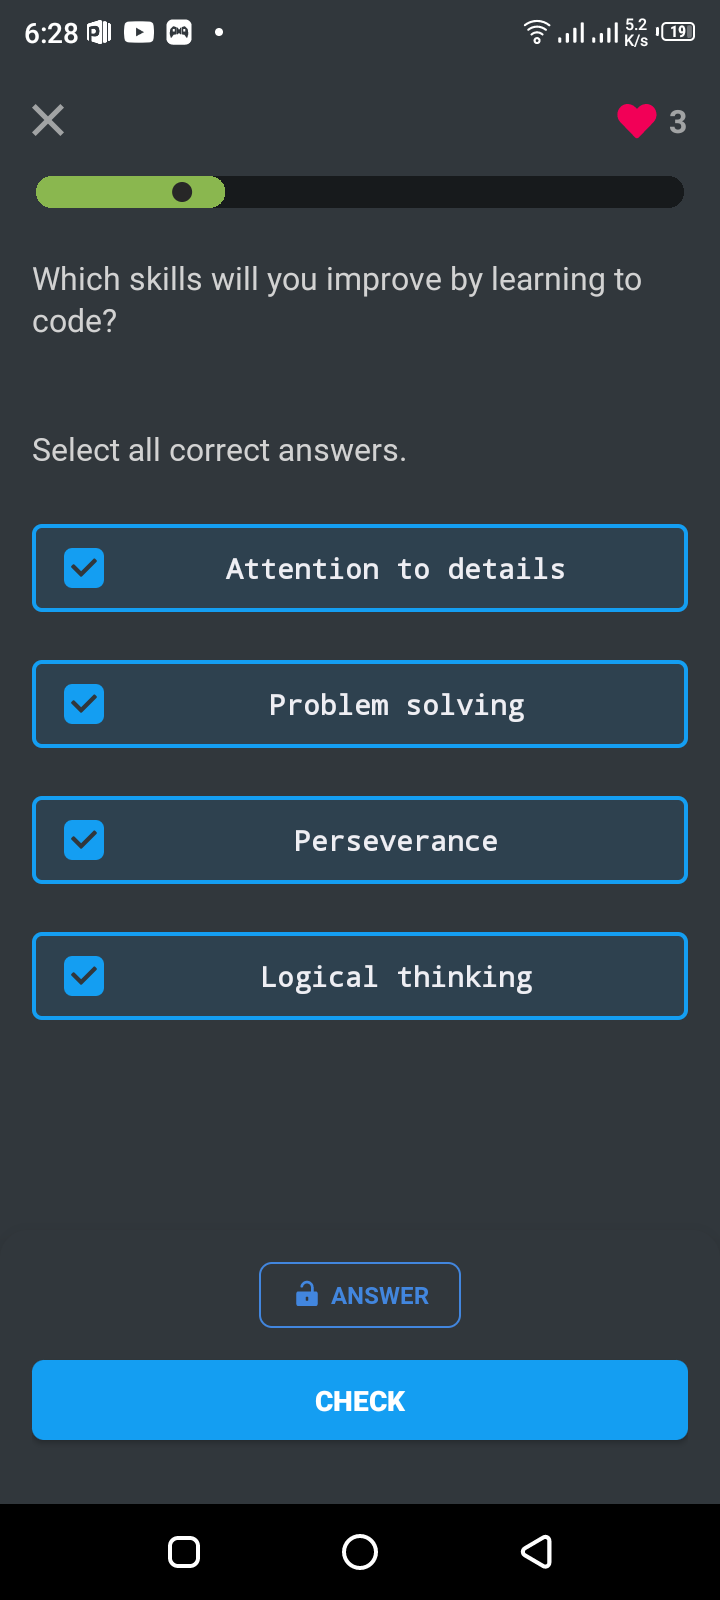 6:28
5.2
K/s
19
3
Which skills will you improve by learning to
code?
Select all correct answers.
Attention to details
Problem solving
Perseverance
Logical thinking
ANSWER
CHECK